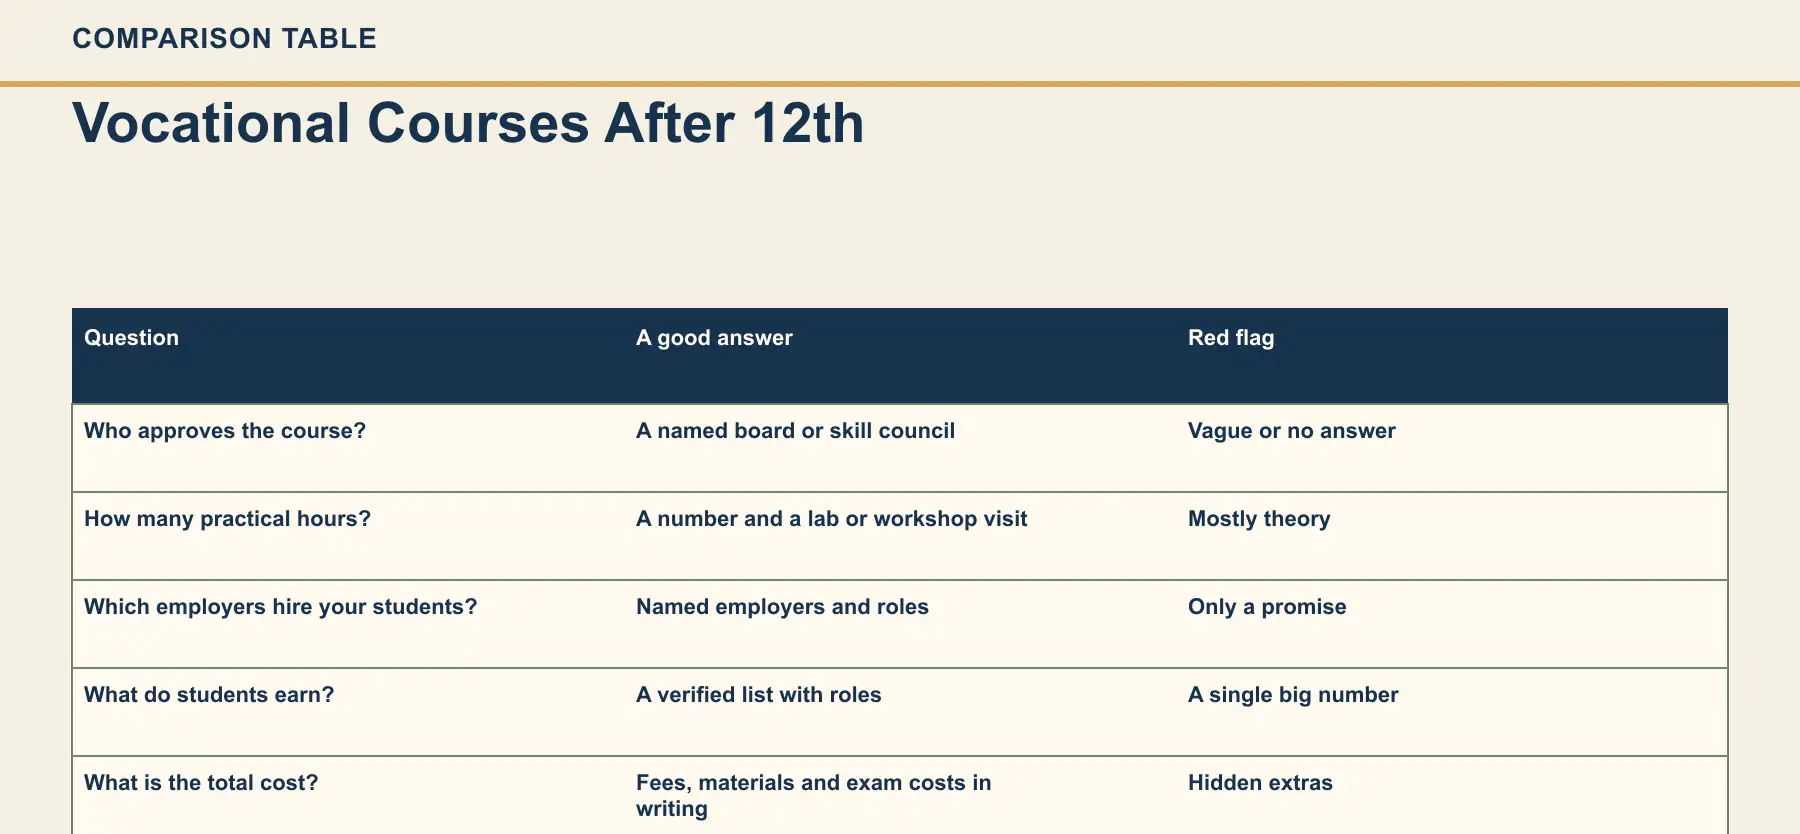 COMPARISON TABLE
Vocational Courses After 12th
Question A good answer Red flag
Who approves the course? A named board or skill council Vague or no answer
How many practical hours? A number and a lab or workshop visit Mostly theory
Which employers hire your students? Named employers and roles Only a promise
What do students earn? A verified list with roles A single big number
What is the total cost? Fees, materials and exam costs in Hidden extras
writing